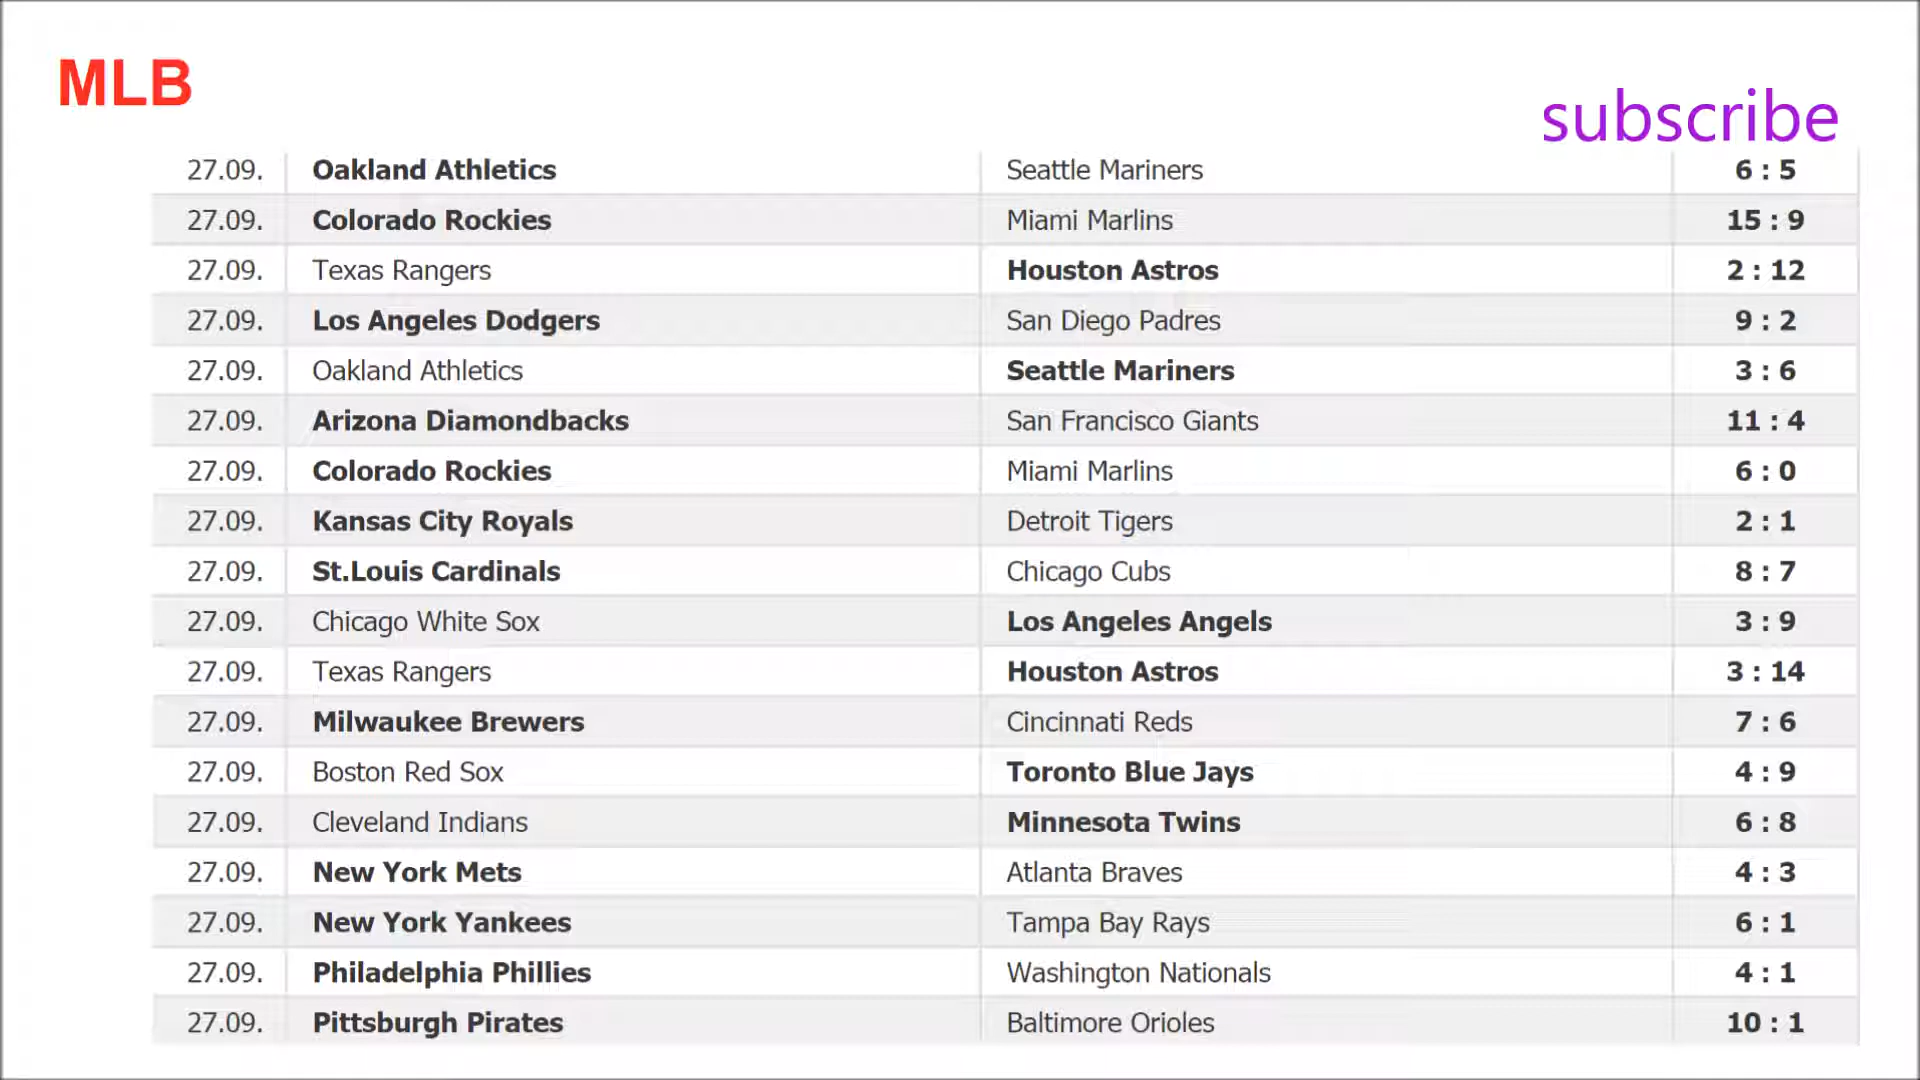 MLB
subscribe
27.09. Oakland Athletics Seattle Mariners 6 : 5
27.09. Colorado Rockies Miami Marlins 15 : 9
27.09. Texas Rangers Houston Astros 2 : 12
27.09. Los Angeles Dodgers San Diego Padres 9 : 2
27.09. Oakland Athletics Seattle Mariners 3 : 6
27.09. Arizona Diamondbacks San Francisco Giants 11 : 4
27.09. Colorado Rockies Miami Marlins 6 : 0
27.09. Kansas City Royals Detroit Tigers 2 : 1
27.09. St.Louis Cardinals Chicago Cubs 8 : 7
27.09. Chicago White Sox Los Angeles Angels 3 : 9
27.09. Texas Rangers Houston Astros 3 : 14
27.09. Milwaukee Brewers Cincinnati Reds 7 : 6
27.09. Boston Red Sox Toronto Blue Jays 4 : 9
27.09. Cleveland Indians Minnesota Twins 6 : 8
27.09. New York Mets Atlanta Braves 4 : 3
27.09. New York Yankees Tampa Bay Rays 6 : 1
27.09. Philadelphia Phillies Washington Nationals 4 : 1
27.09. Pittsburgh Pirates Baltimore Orioles 10 : 1